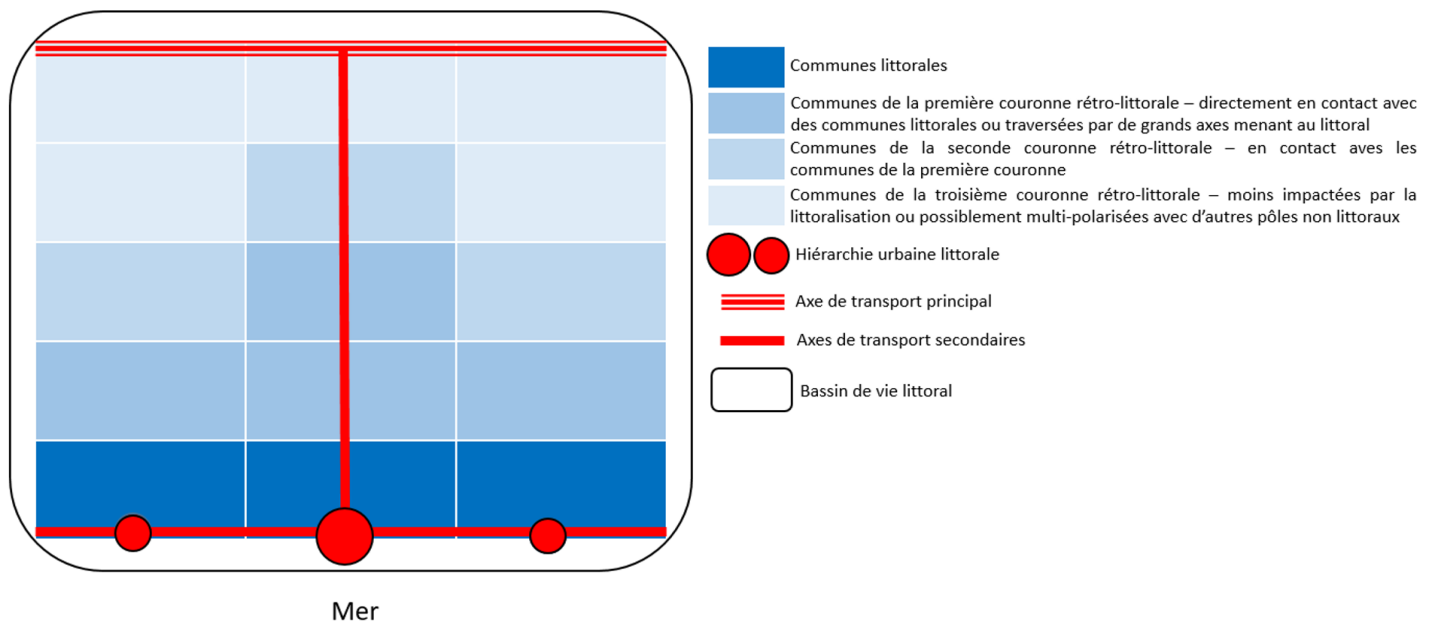 Communes littorales
Communes de la première couronne rétro-littorale – directement en contact avec
des communes littorales ou traversées par de grands axes menant au littoral
Communes de la seconde couronne rétro-littorale – en contact aves les
communes de la première couronne
Communes de la troisième couronne rétro-littorale – moins impactées par la
littoralisation ou possiblement multi-polarisées avec d’autres pôles non littoraux
Hiérarchie urbaine littorale
Axe de transport principal
Axes de transport secondaires
Bassin de vie littoral
Mer